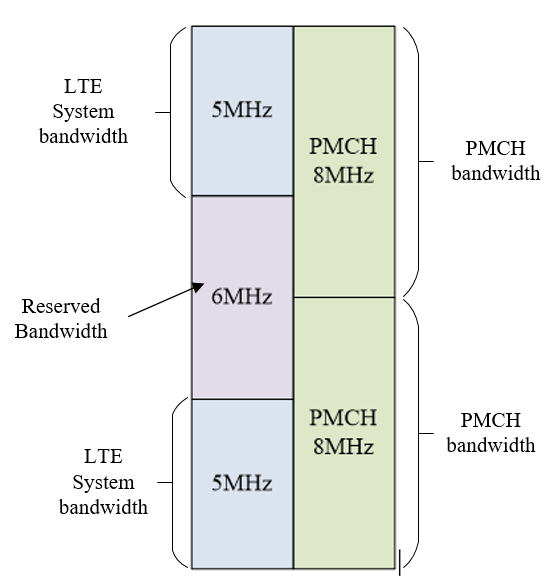 LTE
System
bandwidth
5MHz
PMCH
8MHz
PMCH
bandwidth
Reserved
Bandwidth
6MHz
LTE
System
bandwidth
5MHz
PMCH
8MHz
PMCH
bandwidth